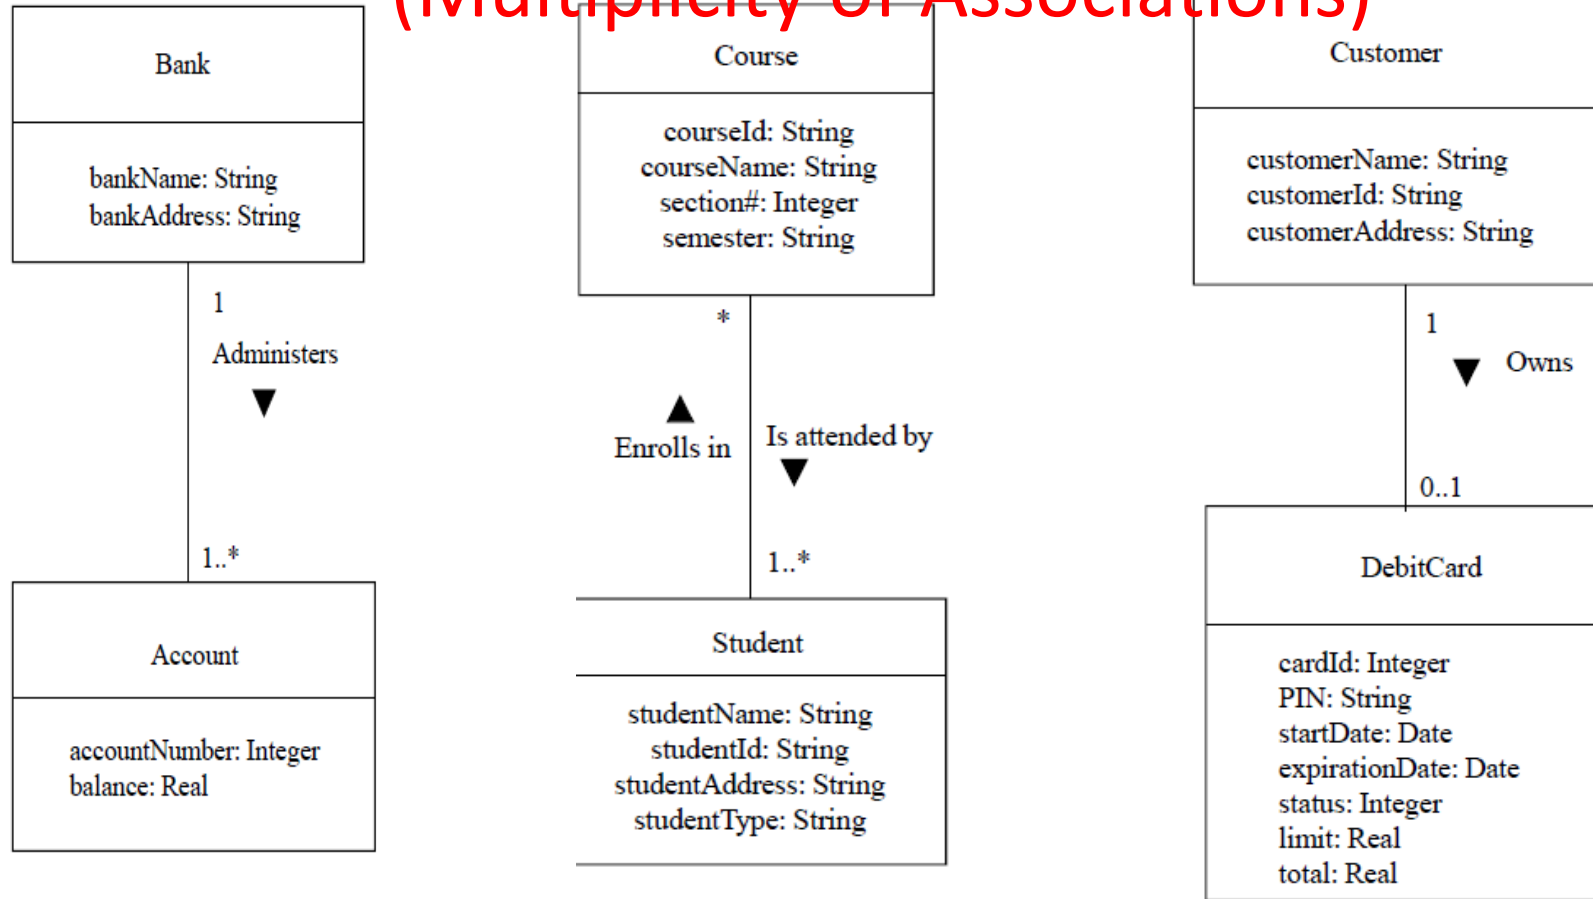 (Multiplicity of Associations)
Bank
bankName: String
bankAddress: String
1
Administers
1..*
Account
accountNumber: Integer
balance: Real
Course
courseId: String
courseName: String
section#: Integer
semester: String
*
Enrolls in
Is attended by
1..*
Student
studentName: String
studentId: String
studentAddress: String
studentType: String
Customer
customerName: String
customerId: String
customerAddress: String
1
Owns
0..1
DebitCard
cardId: Integer
PIN: String
startDate: Date
expirationDate: Date
status: Integer
limit: Real
total: Real